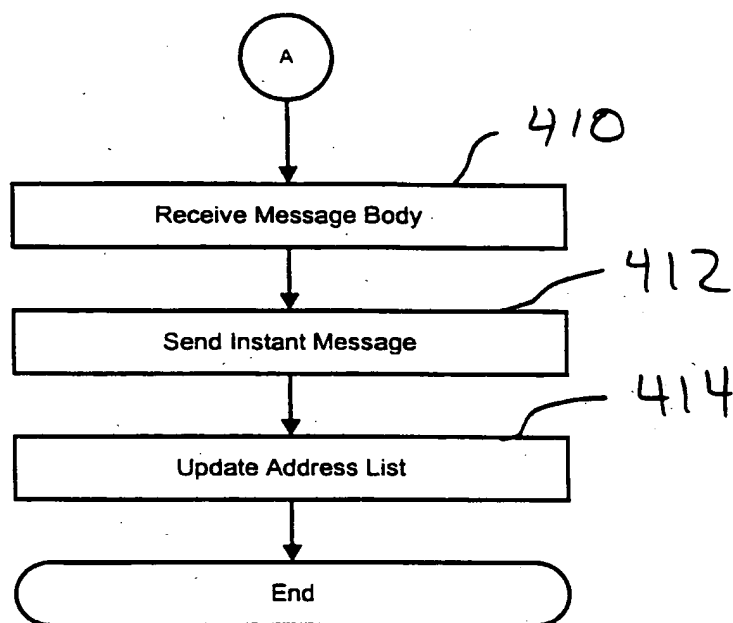 A
410
Receive Message Body
412
Send Instant Message
414
Update Address List
End